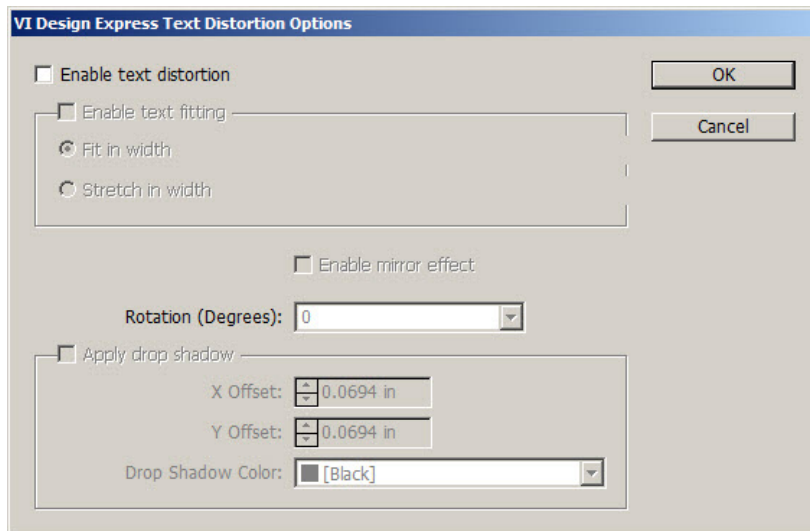 VI Design Express Text Distortion Options
Enable text distortion
OK
Enable text fitting
Cancel
Fit in width
Stretch in width
Enable mirror effect
Rotation (Degrees): 0
Apply drop shadow
X Offset: 0.0694 in
Y Offset: 0.0694 in
Drop Shadow Color: [Black]